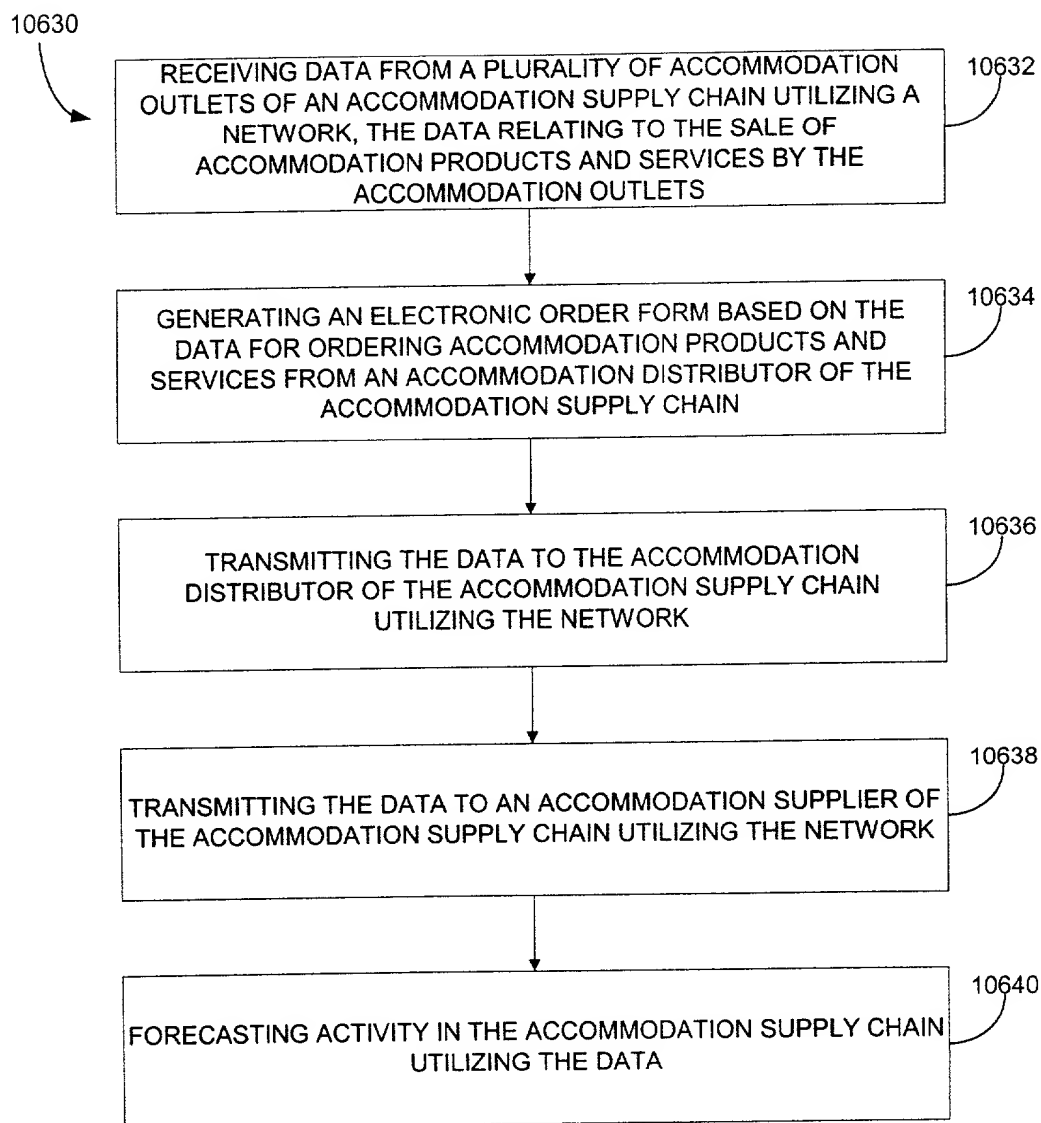 10630
RECEIVING DATA FROM A PLURALITY OF ACCOMMODATION
OUTLETS OF AN ACCOMMODATION SUPPLY CHAIN UTILIZING A
NETWORK, THE DATA RELATING TO THE SALE OF
ACCOMMODATION PRODUCTS AND SERVICES BY THE
ACCOMMODATION OUTLETS
10632
GENERATING AN ELECTRONIC ORDER FORM BASED ON THE
DATA FOR ORDERING ACCOMMODATION PRODUCTS AND
SERVICES FROM AN ACCOMMODATION DISTRIBUTOR OF THE
ACCOMMODATION SUPPLY CHAIN
10634
TRANSMITTING THE DATA TO THE ACCOMMODATION
DISTRIBUTOR OF THE ACCOMMODATION SUPPLY CHAIN
UTILIZING THE NETWORK
10636
TRANSMITTING THE DATA TO AN ACCOMMODATION SUPPLIER OF
THE ACCOMMODATION SUPPLY CHAIN UTILIZING THE NETWORK
10638
FORECASTING ACTIVITY IN THE ACCOMMODATION SUPPLY CHAIN
UTILIZING THE DATA
10640